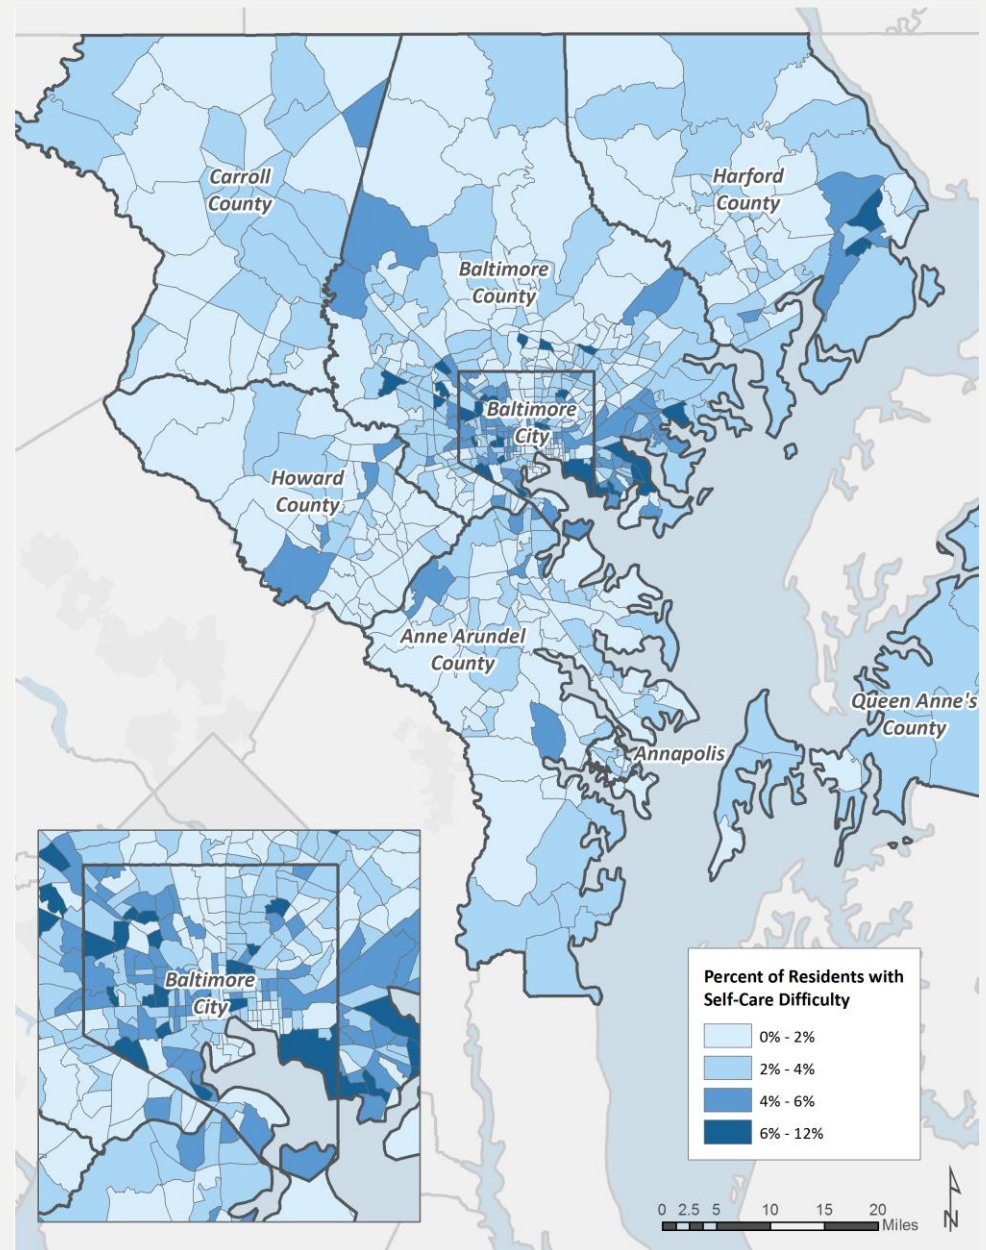 Carroll
County
Harford
County
Baltimore
County
Baltimore
City
Howard
County
Anne Arundel
County
Queen Anne's
County
Annapolis
Baltimore
City
Percent of Residents with
Self-Care Difficulty
0% - 2%
2% - 4%
4% - 6%
6% - 12%
0 2.5 5 10 15 20
Miles
N